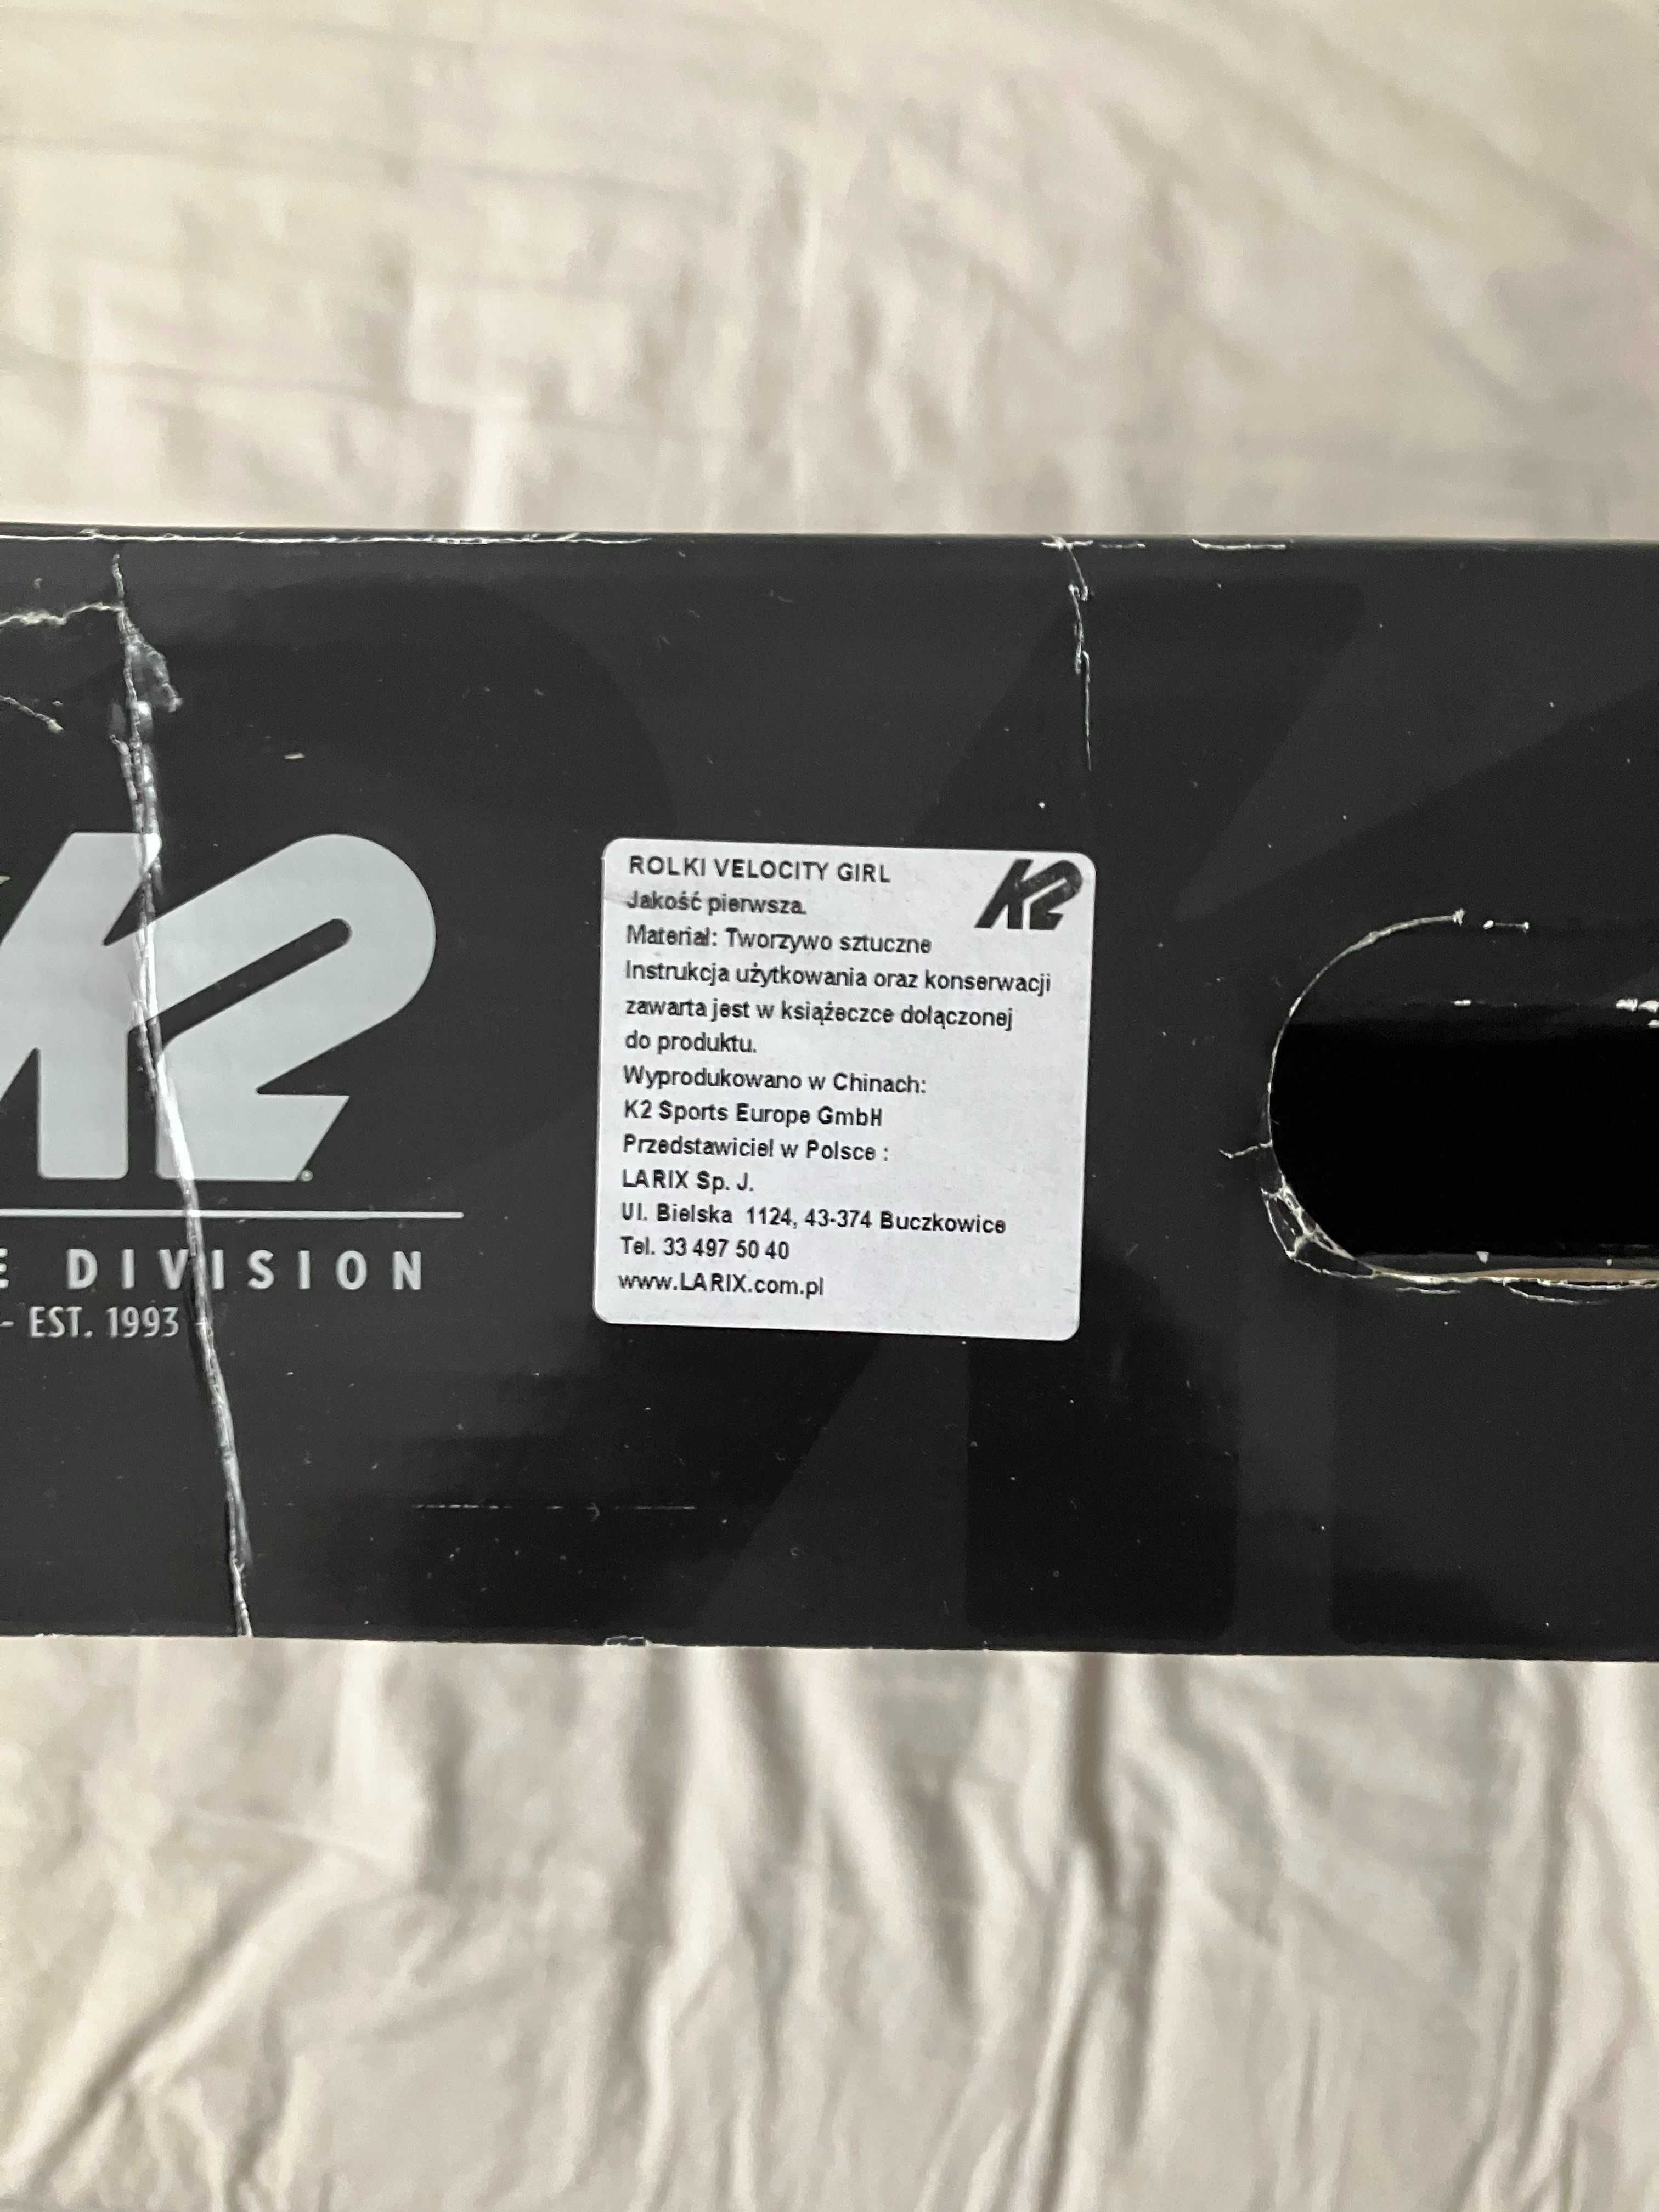 K2
E DIVISION
- EST. 1993 -
ROLKI VELOCITY GIRL
K2
Jakość pierwsza.
Materiał: Tworzywo sztuczne
Instrukcja użytkowania oraz konserwacji
zawarta jest w książeczce dołączonej
do produktu.
Wyprodukowano w Chinach:
K2 Sports Europe GmbH
Przedstawiciel w Polsce :
LARIX Sp. J.
Ul. Bielska 1124, 43-374 Buczkowice
Tel. 33 497 50 40
www.LARIX.com.pl